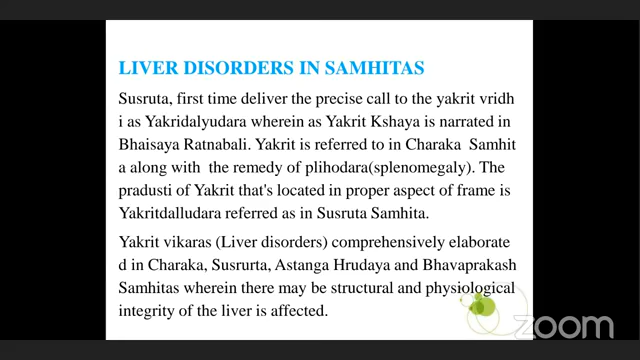 LIVER DISORDERS IN SAMHITAS
Susruta, first time deliver the precise call to the yakrit vridh
i as Yakridalyudara wherein as Yakrit Kshaya is narrated in
Bhaisaya Ratnabali. Yakrit is referred to in Charaka Samhit
a along with the remedy of plihodara(splenomegaly). The
pradusti of Yakrit that's located in proper aspect of frame is
Yakritdalludara referred as in Susruta Samhita.
Yakrit vikaras (Liver disorders) comprehensively elaborate
d in Charaka, Susrurta, Astanga Hrudaya and Bhavaprakash
Samhitas wherein there may be structural and physiological
integrity of the liver is affected.
zoom